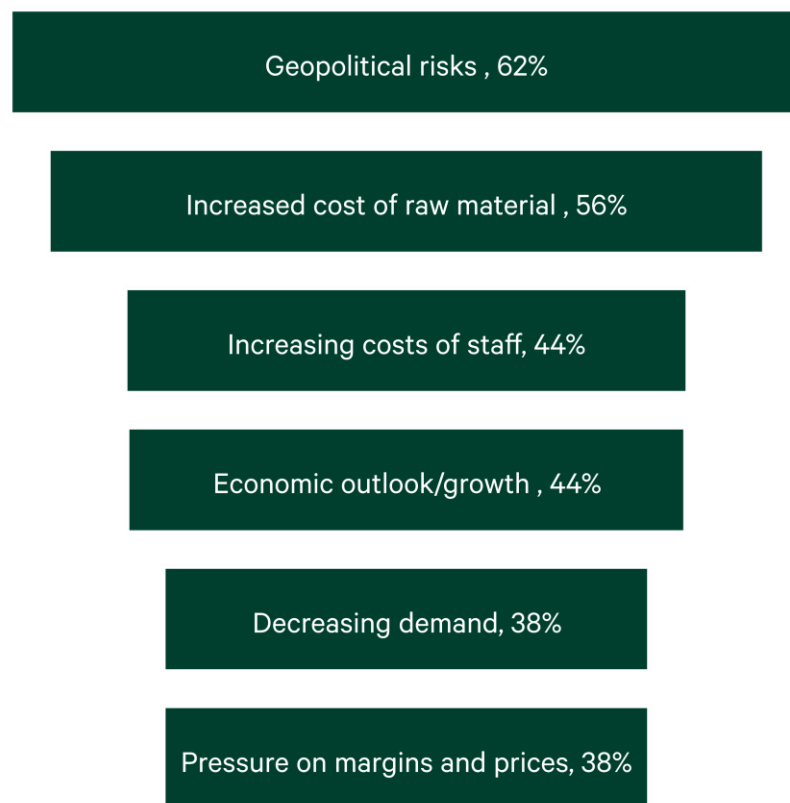 Geopolitical risks , 62%
Increased cost of raw material , 56%
Increasing costs of staff, 44%
Economic outlook/growth , 44%
Decreasing demand, 38%
Pressure on margins and prices, 38%